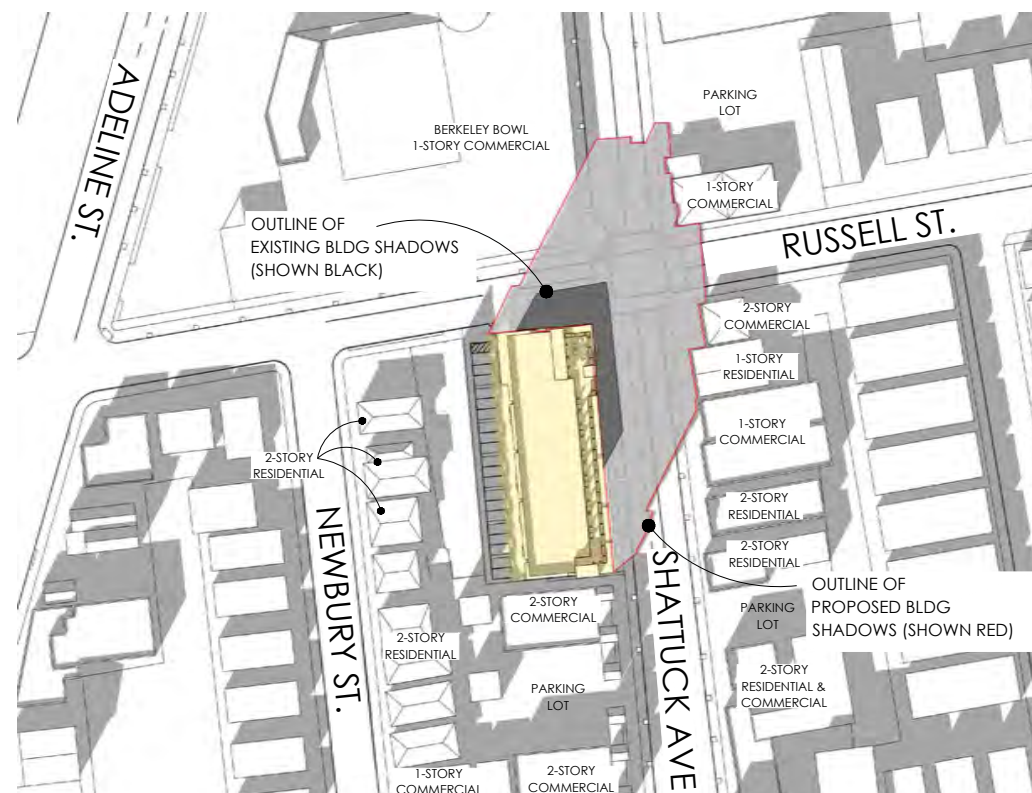 ADELINE ST.
BERKELEY BOWL
1-STORY COMMERCIAL
PARKING
LOT
1-STORY
COMMERCIAL
OUTLINE OF
EXISTING BLDG SHADOWS
(SHOWN BLACK)
RUSSELL ST.
2-STORY
COMMERCIAL
1-STORY
RESIDENTIAL
1-STORY
COMMERCIAL
2-STORY
RESIDENTIAL
2-STORY
RESIDENTIAL
2-STORY
RESIDENTIAL
NEWBURY ST.
SHATTUCK AVE
OUTLINE OF
PROPOSED BLDG
SHADOWS (SHOWN RED)
2-STORY
COMMERCIAL
PARKING
LOT
2-STORY
RESIDENTIAL
2-STORY
RESIDENTIAL &
COMMERCIAL
PARKING
LOT
1-STORY
COMMERCIAL
2-STORY
COMMERCIAL